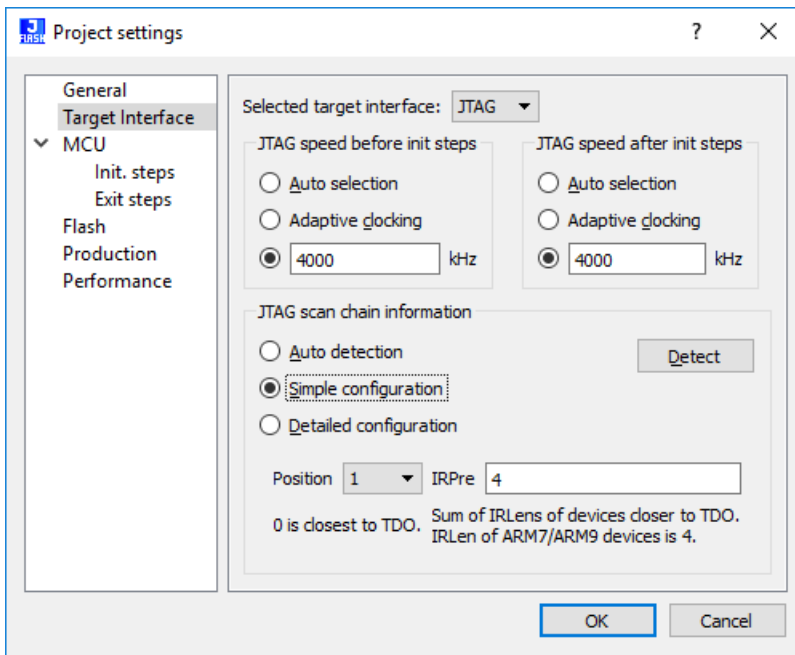 J
FLASH
Project settings
?
General
Target Interface
MCU
Init. steps
Exit steps
Flash
Production
Performance
Selected target interface: JTAG
JTAG speed before init steps
Auto selection
Adaptive clocking
4000 kHz
JTAG speed after init steps
Auto selection
Adaptive clocking
4000 kHz
JTAG scan chain information
Auto detection
Simple configuration
Detailed configuration
Detect
Position 1 IRPre 4
0 is closest to TDO.
Sum of IRLens of devices closer to TDO.
IRLen of ARM7/ARM9 devices is 4.
OK
Cancel